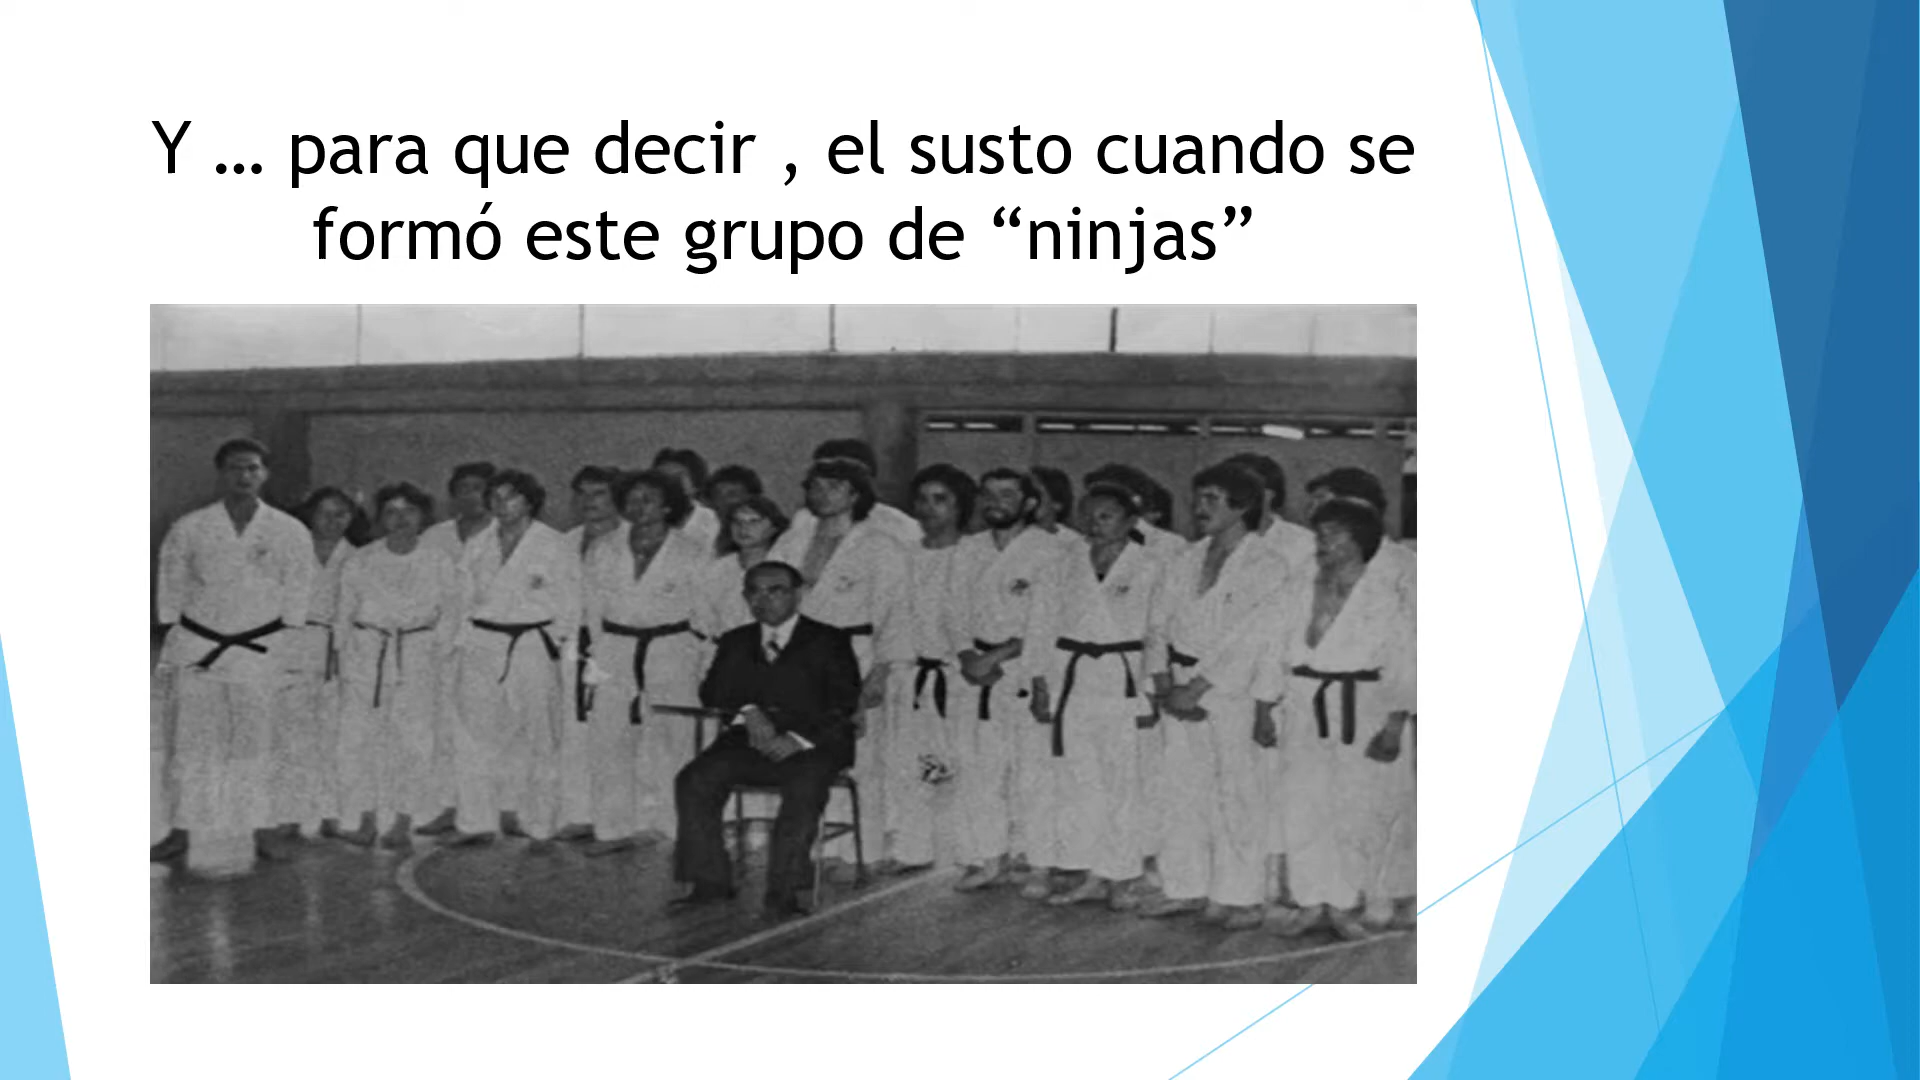 Y … para que decir , el susto cuando se
formó este grupo de “ninjas”